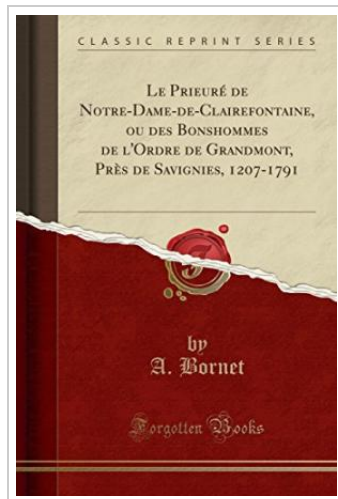 CLASSIC REPRINT SERIES
LE PRIEURÉ DE
NOTRE-DAME-DE-CLAIREFONTAINE,
OU DES BONSHOMMES
DE L'ORDRE DE GRANDMONT,
PRÈS DE SAVIGNIES, 1207-1791
F
by
A. Bornet
Forgotten Books